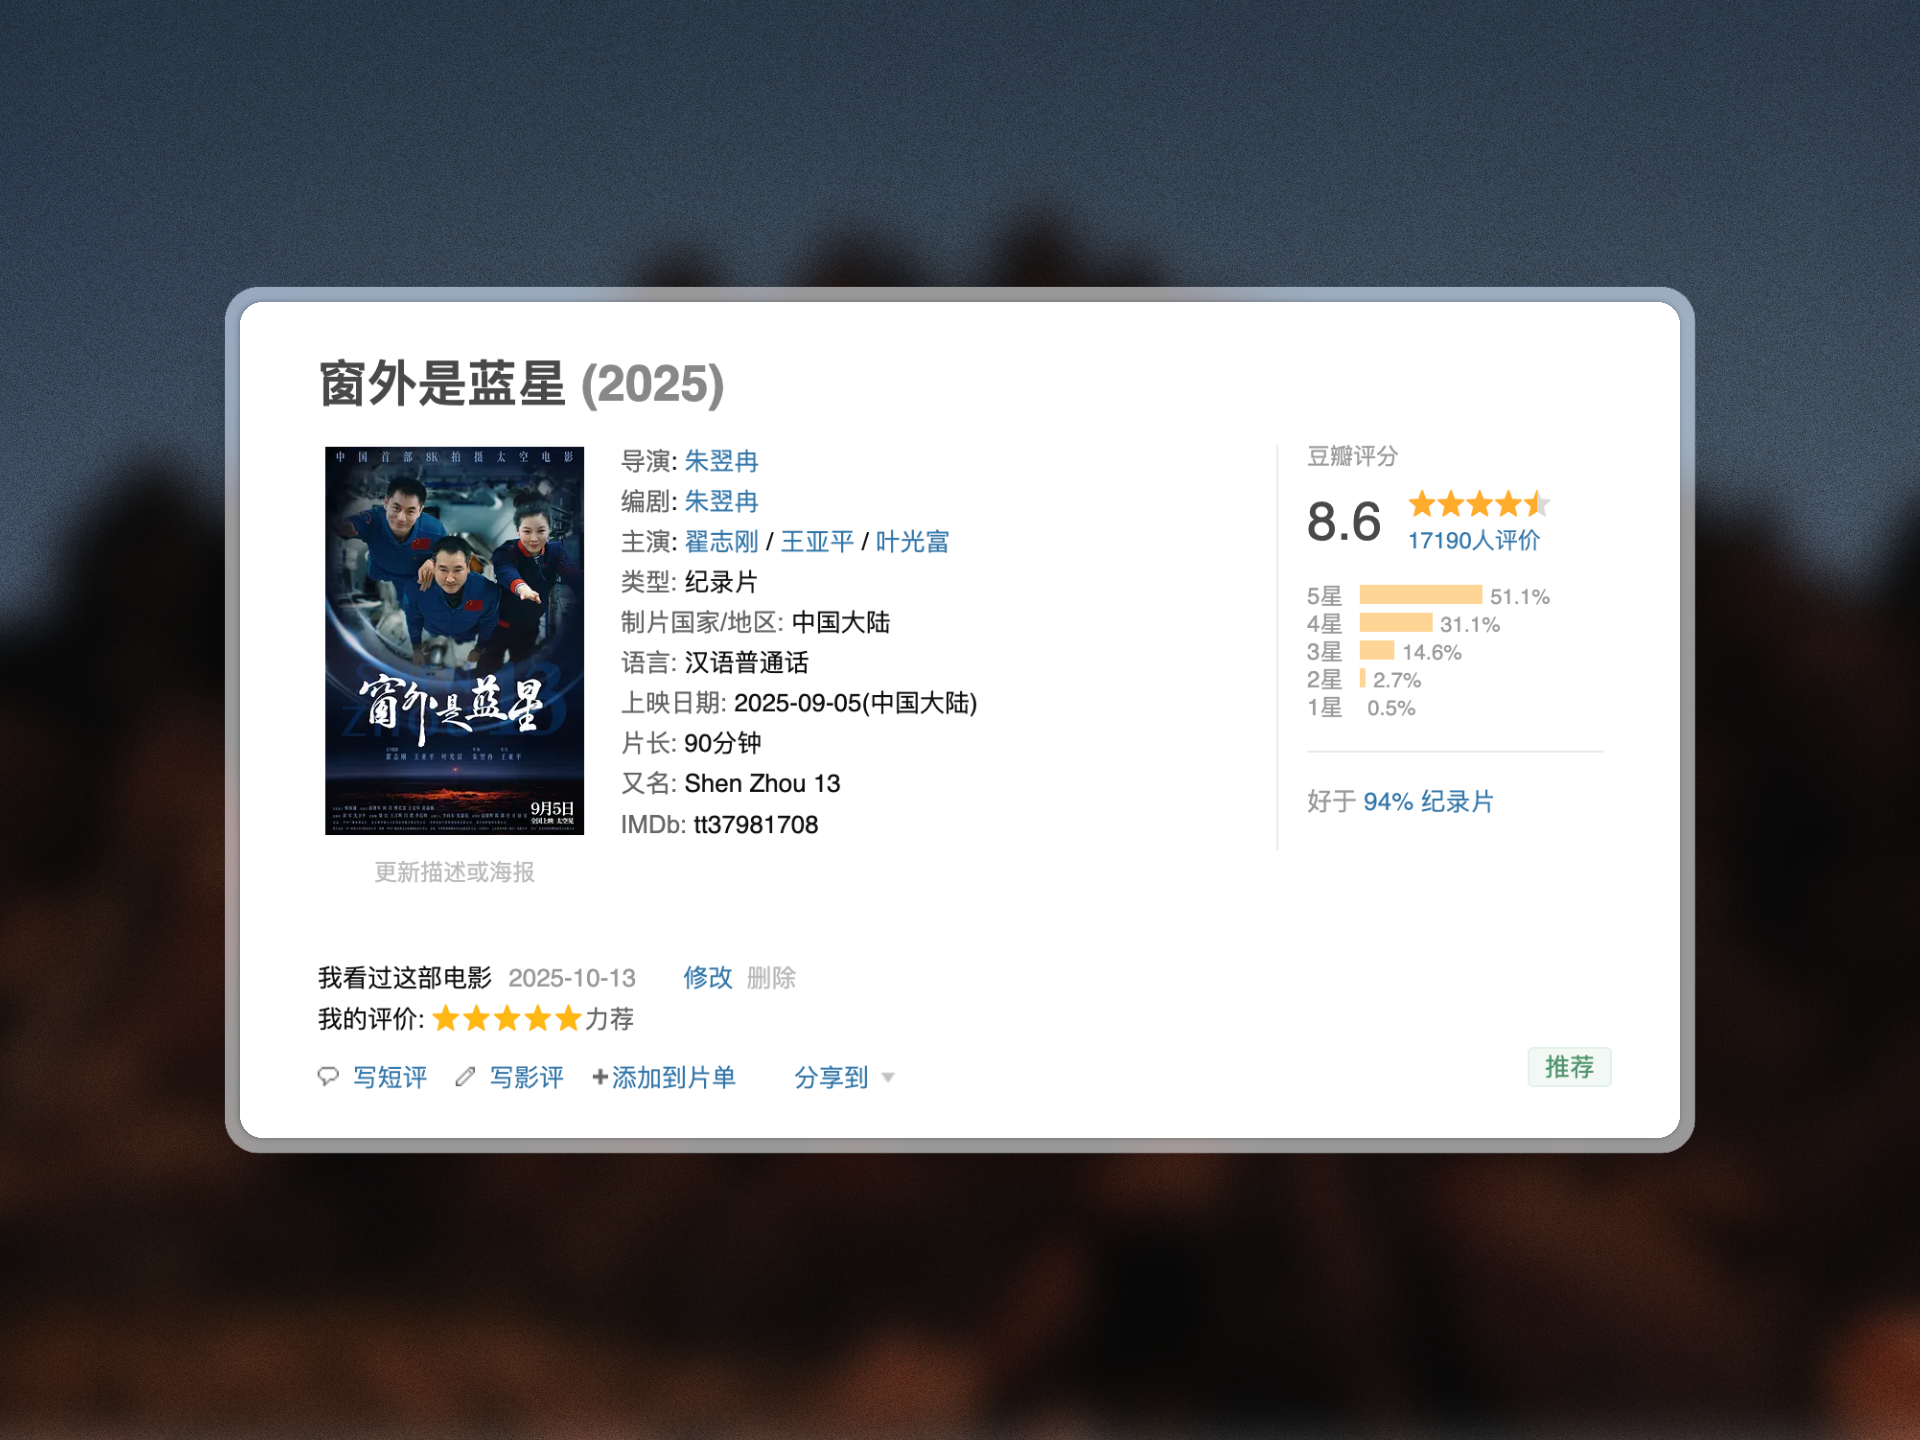 窗外是蓝星 (2025)
中国首部8K拍摄太空电影
窗外是蓝星
9月5日
导演: 朱翌冉
编剧: 朱翌冉
主演: 翟志刚 / 王亚平 / 叶光富
类型: 纪录片
制片国家/地区: 中国大陆
语言: 汉语普通话
上映日期: 2025-09-05(中国大陆)
片长: 90分钟
又名: Shen Zhou 13
IMDb: tt37981708
更新描述或海报
豆瓣评分
8.6
17190人评价
5星 51.1%
4星 31.1%
3星 14.6%
2星 2.7%
1星 0.5%
好于 94% 纪录片
我看过这部电影 2025-10-13 修改 删除
我的评价: 力荐
写短评 写影评 +添加到片单 分享到
推荐